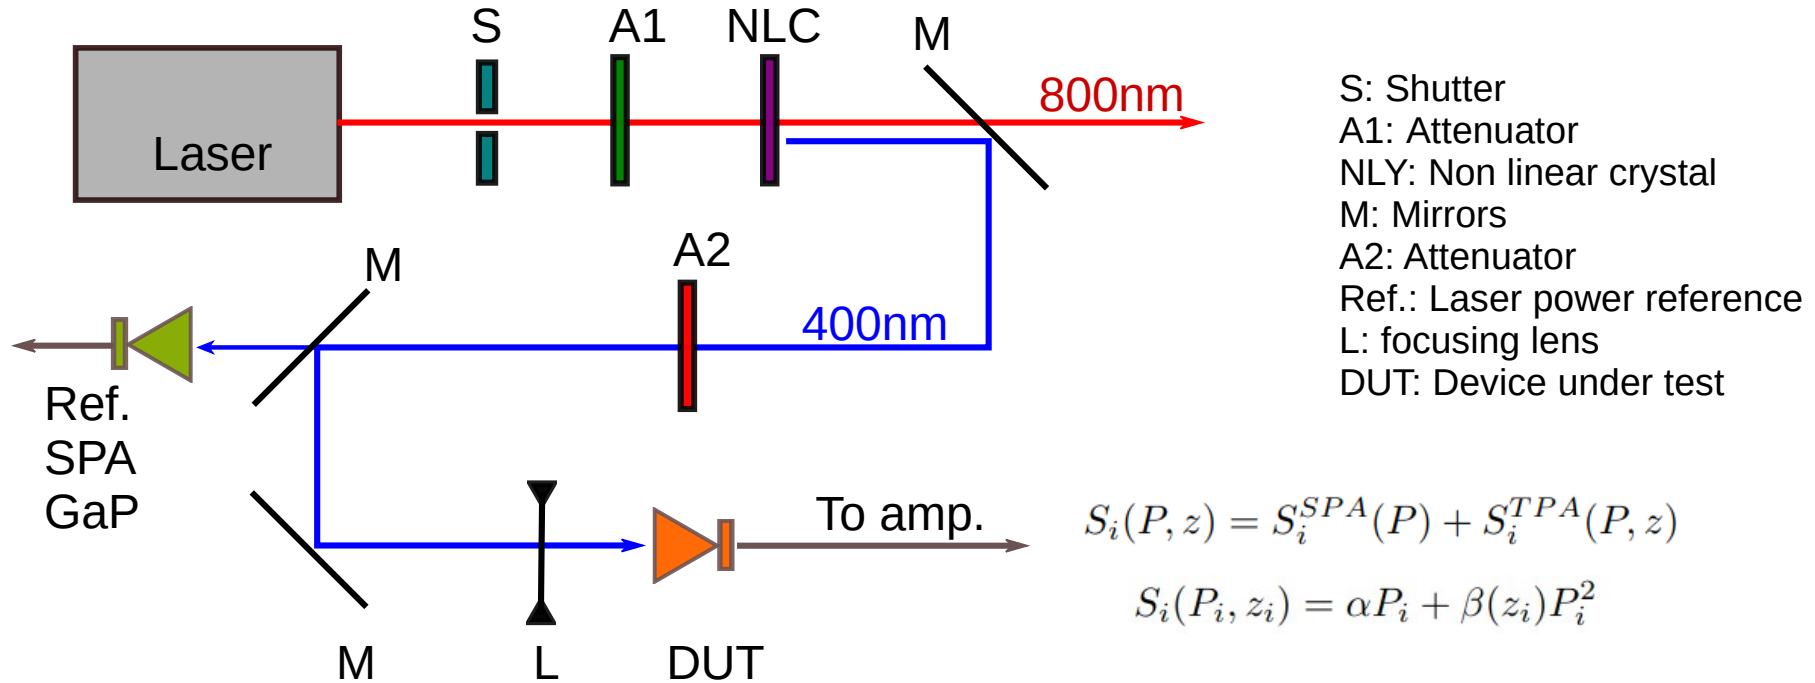 S
A1
NLC
M
800nm
Laser
S: Shutter
A1: Attenuator
NLY: Non linear crystal
M: Mirrors
A2: Attenuator
Ref.: Laser power reference
L: focusing lens
DUT: Device under test
M
A2
400nm
Ref.
SPA
GaP
To amp.
M
L
DUT
S_i(P, z) = S_i^{SPA}(P) + S_i^{TPA}(P, z)
S_i(P_i, z_i) = αP_i + β(z_i)P_i^2